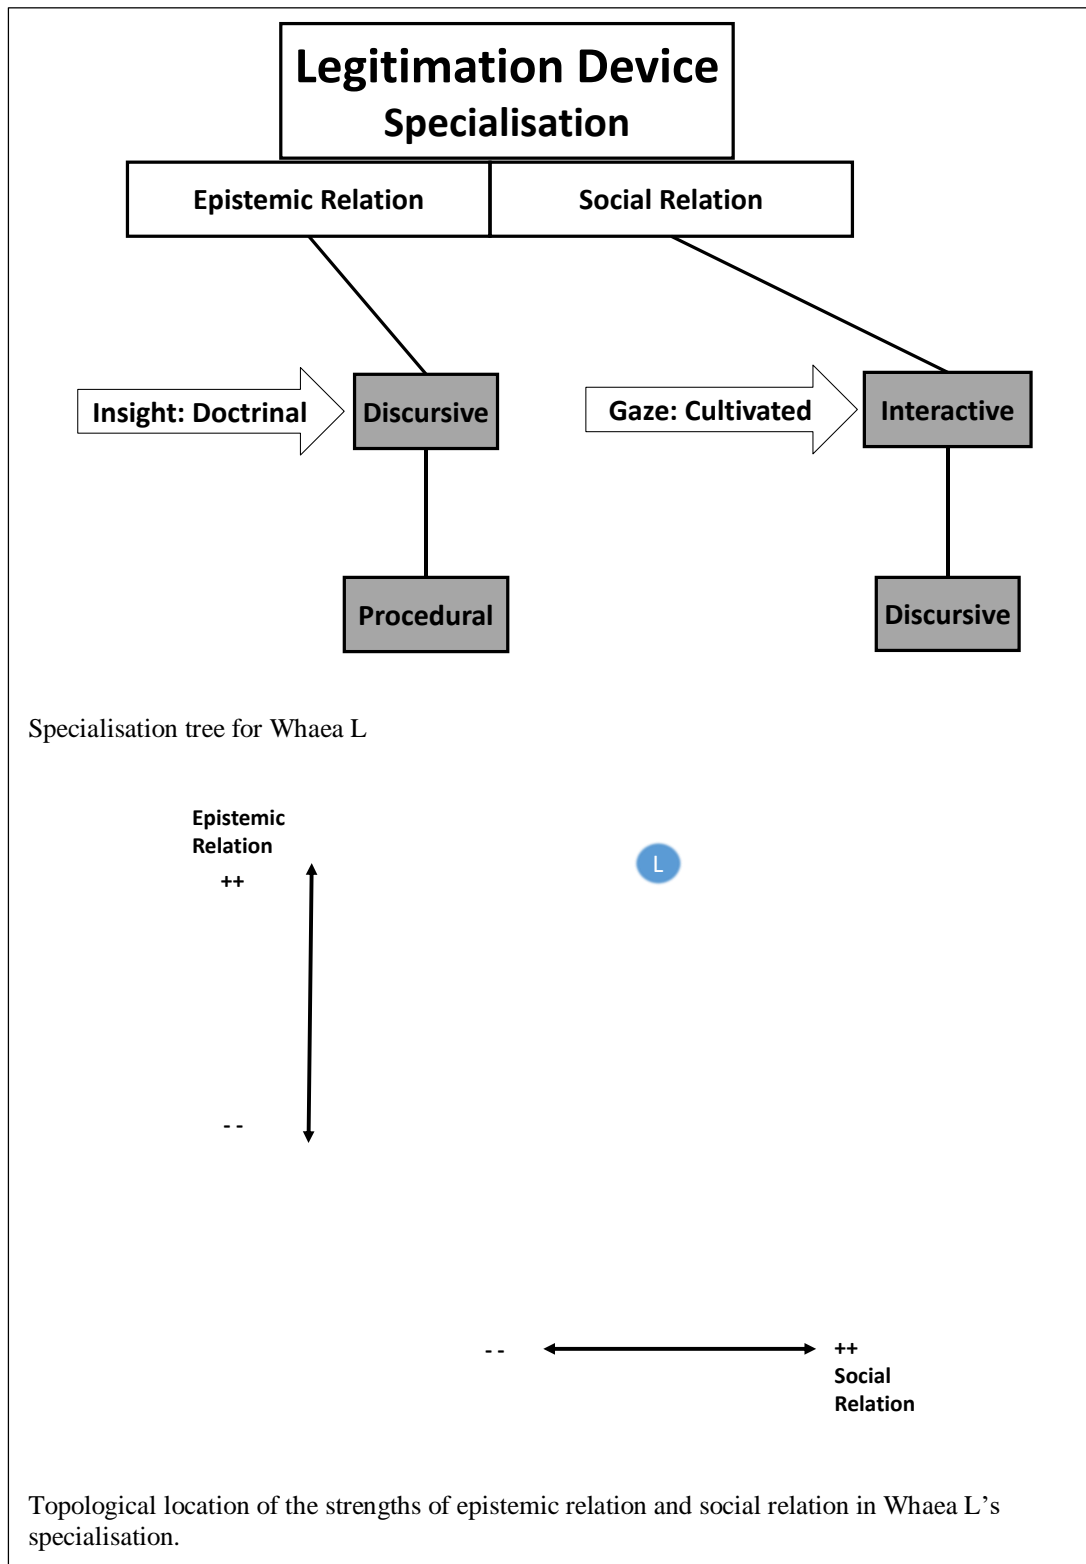 Legitimation Device
Specialisation
Epistemic Relation
Social Relation
Insight: Doctrinal
Discursive
Gaze: Cultivated
Interactive
Procedural
Discursive
Specialisation tree for Whaea L
Epistemic
Relation
++
L
- -
- -
++
Social
Relation
Topological location of the strengths of epistemic relation and social relation in Whaea L’s
specialisation.